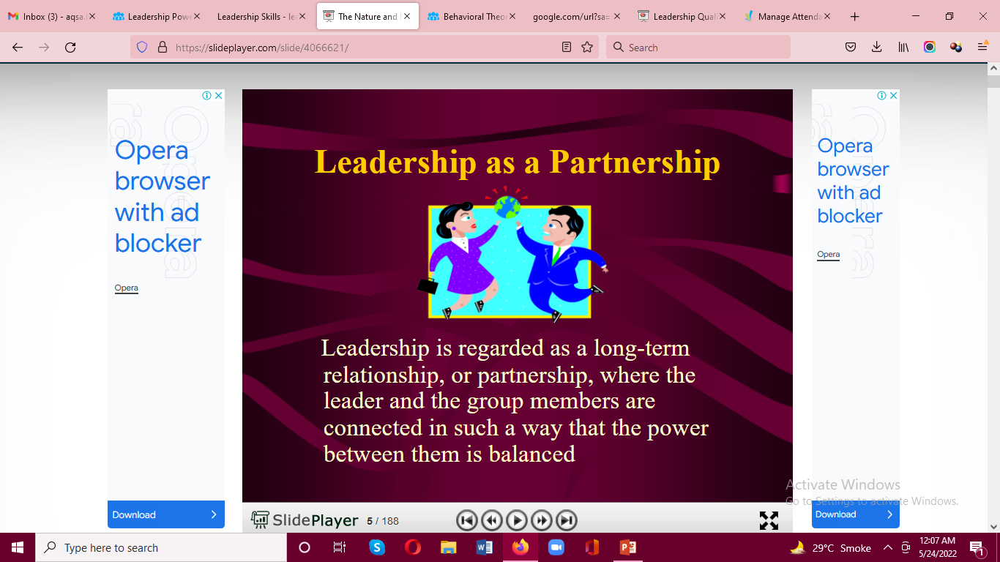 Inbox (3) - aqsa.
Leadership Powe
Leadership Skills - le
The Nature and
Behavioral Theor
google.com/url?sa=
Leadership Quali
Manage Attenda
https://slideplayer.com/slide/4066621/
Search
Opera
browser
with ad
blocker
Opera
Download
Leadership as a Partnership
Leadership is regarded as a long-term
relationship, or partnership, where the
leader and the group members are
connected in such a way that the power
between them is balanced
SlidePlayer 5 / 188
Opera
browser
with ad
blocker
Opera
Activate Windows
Go to Settings to activate Windows.
Download
Type here to search
29°C Smoke
12:07 AM
5/24/2022
1